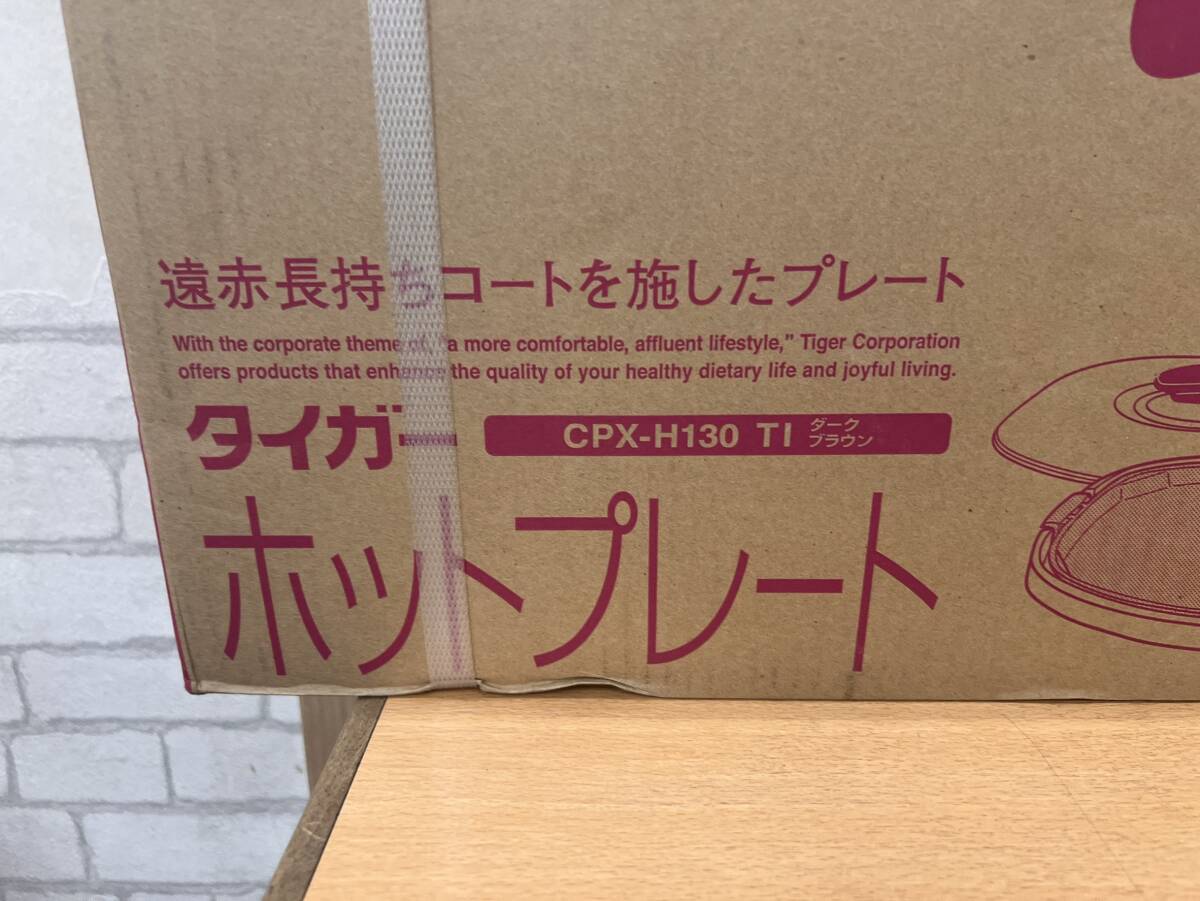 遠赤長持ちコートを施したプレート
With the corporate theme of "a more comfortable, affluent lifestyle," Tiger Corporation
offers products that enhance the quality of your healthy dietary life and joyful living.
タイガー
CPX-H130 TI ダーク
ブラウン
ホットプレート